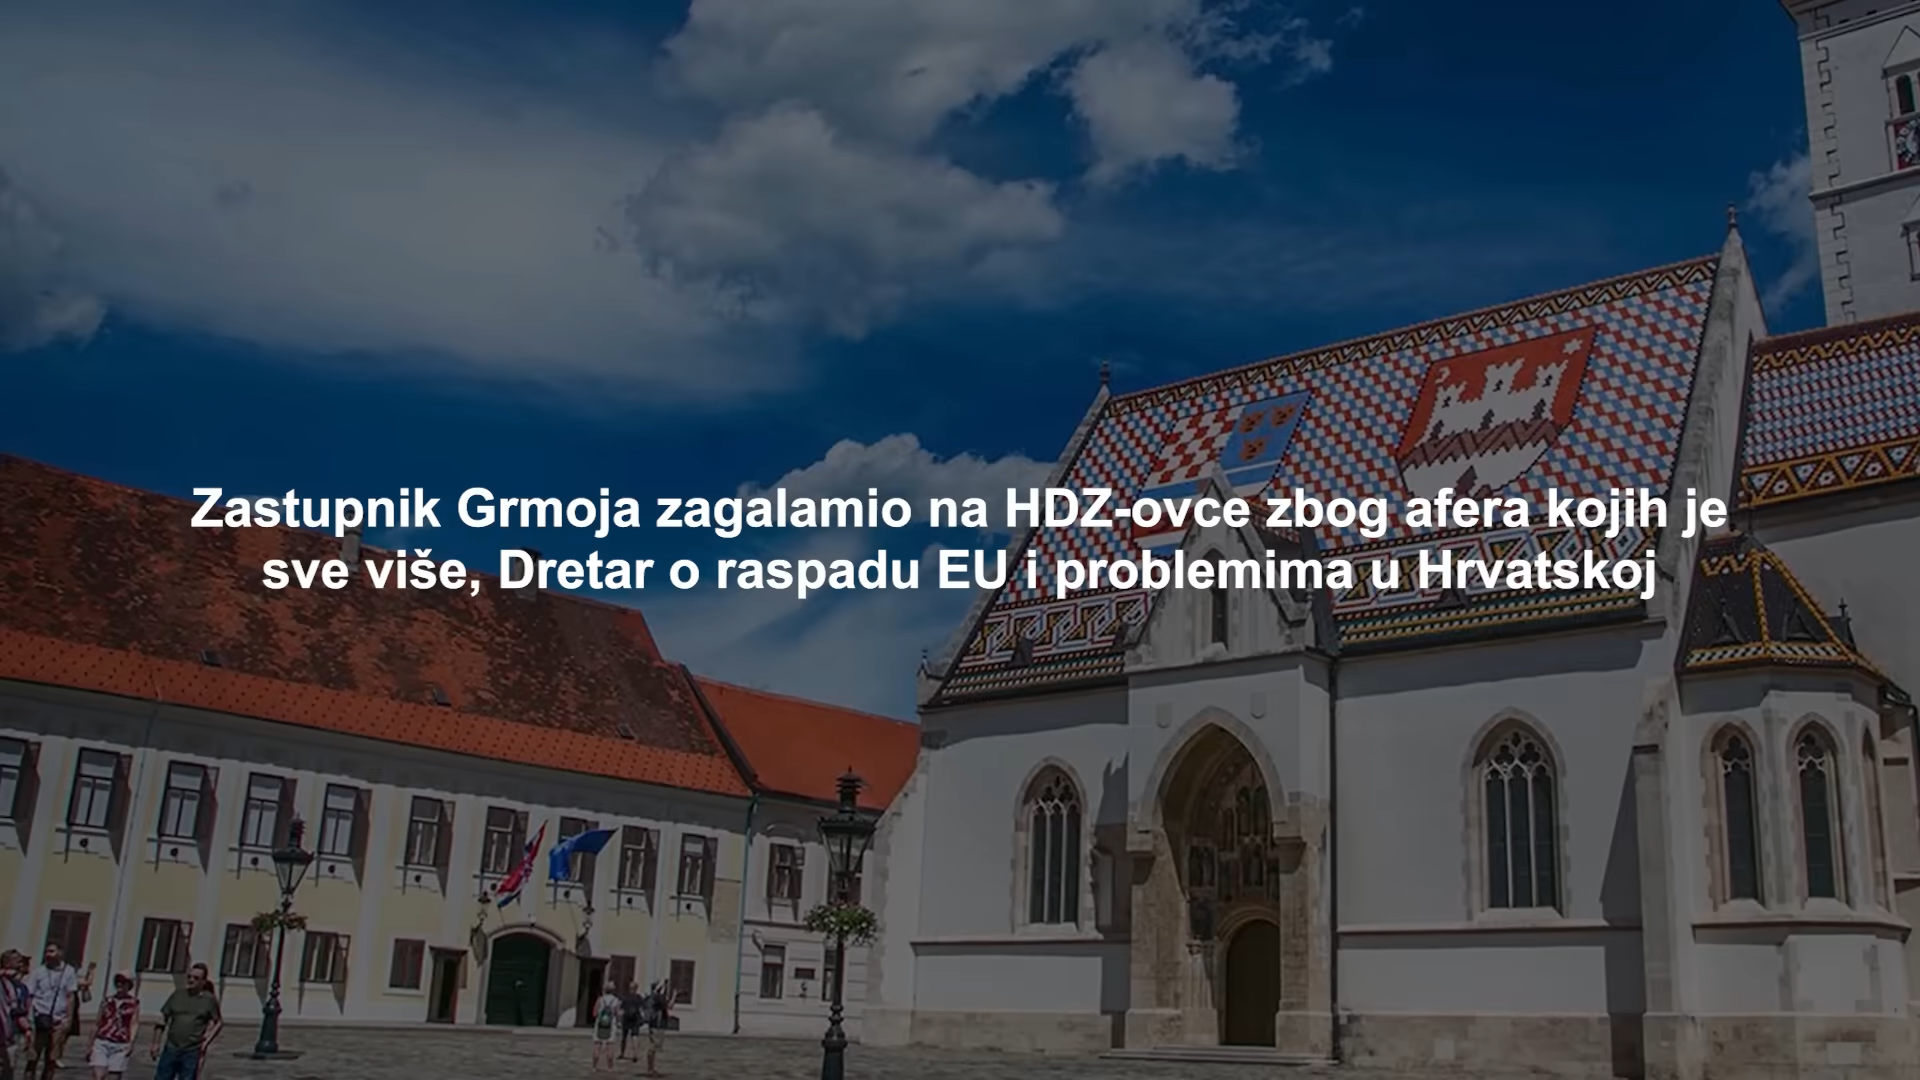 Zastupnik Grmoja zagalamio na HDZ-ovce zbog afera kojih je
sve više, Dretar o raspadu EU i problemima u Hrvatskoj